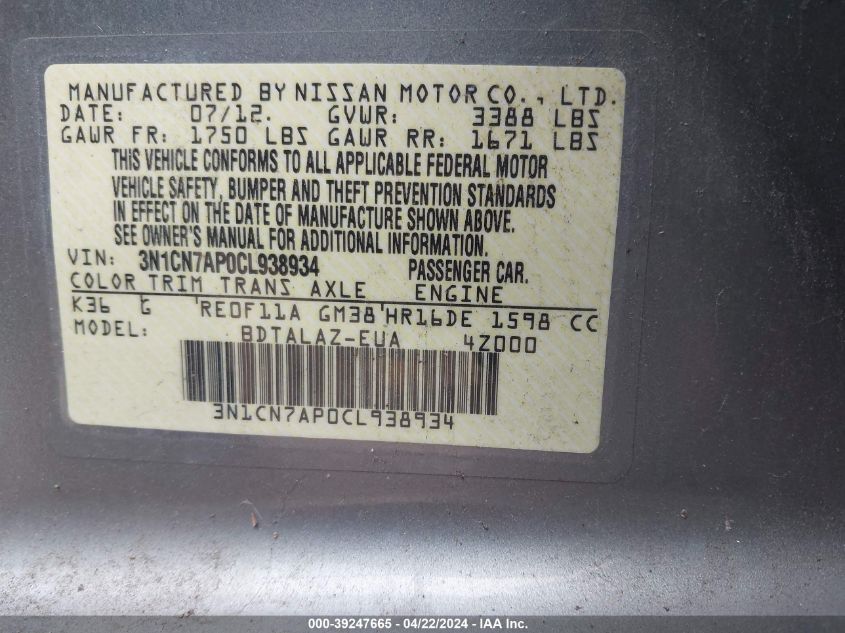 MANUFACTURED BY NISSAN MOTOR CO., LTD.
DATE: 07/12. GVWR: 3388 LBS
GAWR FR: 1750 LBS GAWR RR: 1671 LBS
THIS VEHICLE CONFORMS TO ALL APPLICABLE FEDERAL MOTOR
VEHICLE SAFETY, BUMPER AND THEFT PREVENTION STANDARDS
IN EFFECT ON THE DATE OF MANUFACTURE SHOWN ABOVE.
SEE OWNER'S MANUAL FOR ADDITIONAL INFORMATION.
VIN: 3N1CN7AP0CL938934 PASSENGER CAR.
COLOR TRIM TRANS AXLE ENGINE
K36 G RE0F11A GM38 HR16DE 1598 CC
MODEL: BDTALAZ-EUA 4Z000
3N1CN7AP0CL938934
000-39247665 - 04/22/2024 - IAA Inc.